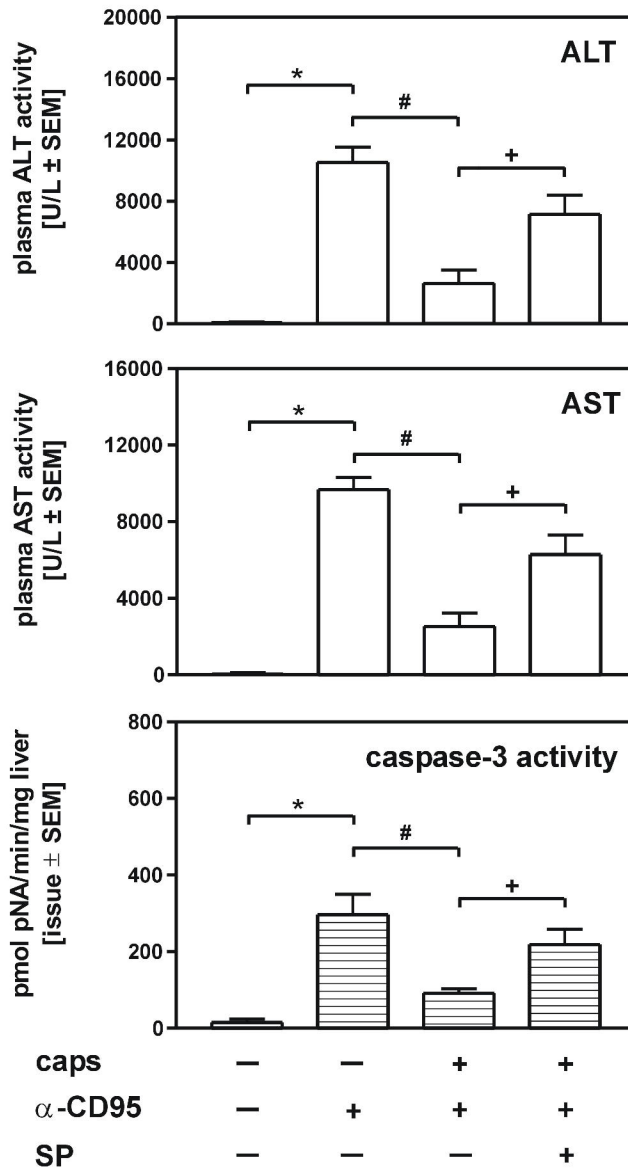 plasma ALT activity
[U/L ± SEM]
20000
16000
12000
8000
4000
0
ALT
*
#
+
plasma AST activity
[U/L ± SEM]
16000
12000
8000
4000
0
AST
*
#
+
pmol pNA/min/mg liver
[issue ± SEM]
800
600
400
200
0
caspase-3 activity
*
#
+
caps — — + +
α-CD95 — + + +
SP — — — +